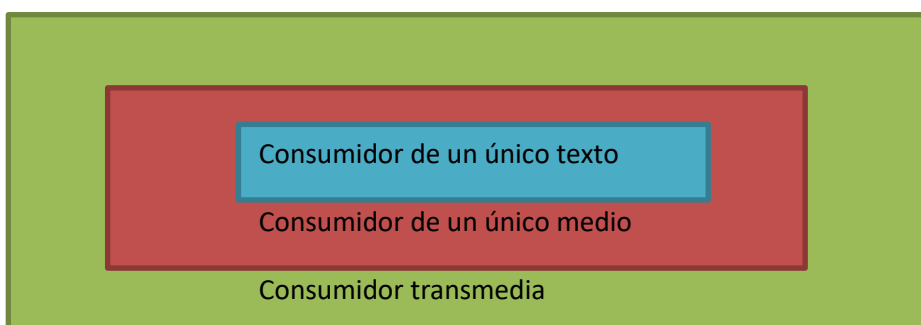 Consumidor de un único texto
Consumidor de un único medio
Consumidor transmedia